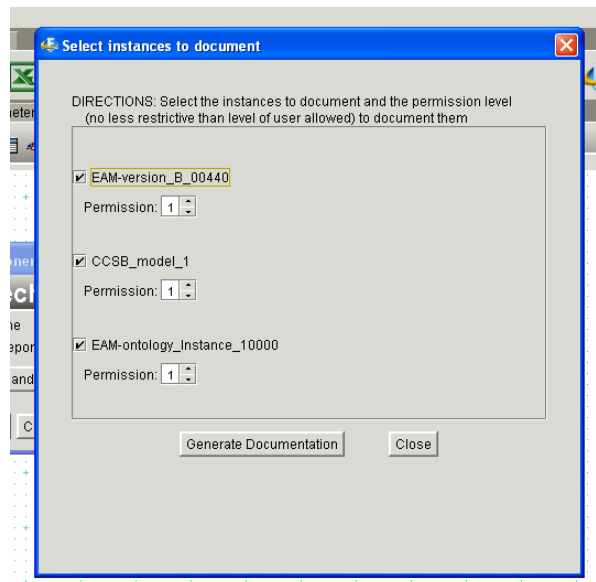 Select instances to document
DIRECTIONS: Select the instances to document and the permission level
(no less restrictive than level of user allowed) to document them
EAM-version_B_00440
Permission: 1
CCSB_model_1
Permission: 1
EAM-ontology_Instance_10000
Permission: 1
Generate Documentation Close